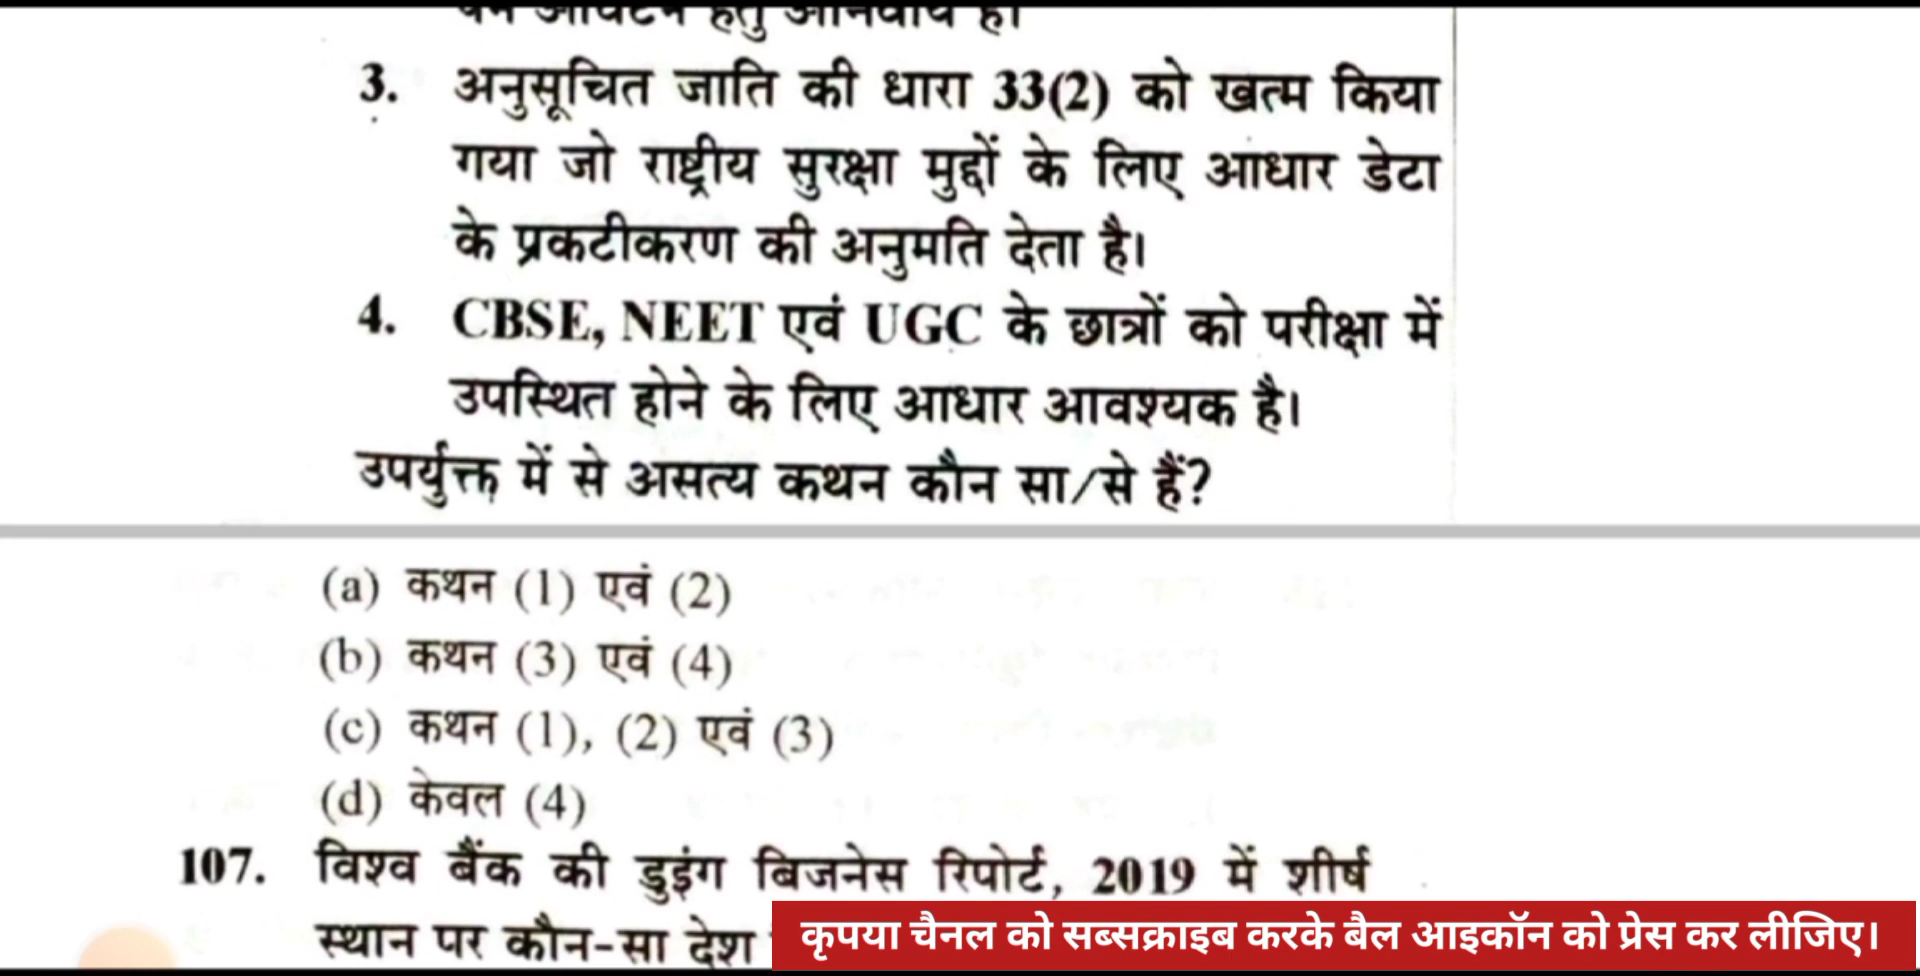 हेतु अनिवार्य है।
3. अनुसूचित जाति की धारा 33(2) को खत्म किया
गया जो राष्ट्रीय सुरक्षा मुद्दों के लिए आधार डेटा
के प्रकटीकरण की अनुमति देता है।
4. CBSE, NEET एवं UGC के छात्रों को परीक्षा में
उपस्थित होने के लिए आधार आवश्यक है।
उपर्युक्त में से असत्य कथन कौन सा/से हैं?
(a) कथन (1) एवं (2)
(b) कथन (3) एवं (4)
(c) कथन (1), (2) एवं (3)
(d) केवल (4)
107. विश्व बैंक की डुइंग बिजनेस रिपोर्ट, 2019 में शीर्ष
स्थान पर कौन-सा देश
कृपया चैनल को सब्सक्राइब करके बैल आइकॉन को प्रेस कर लीजिए।